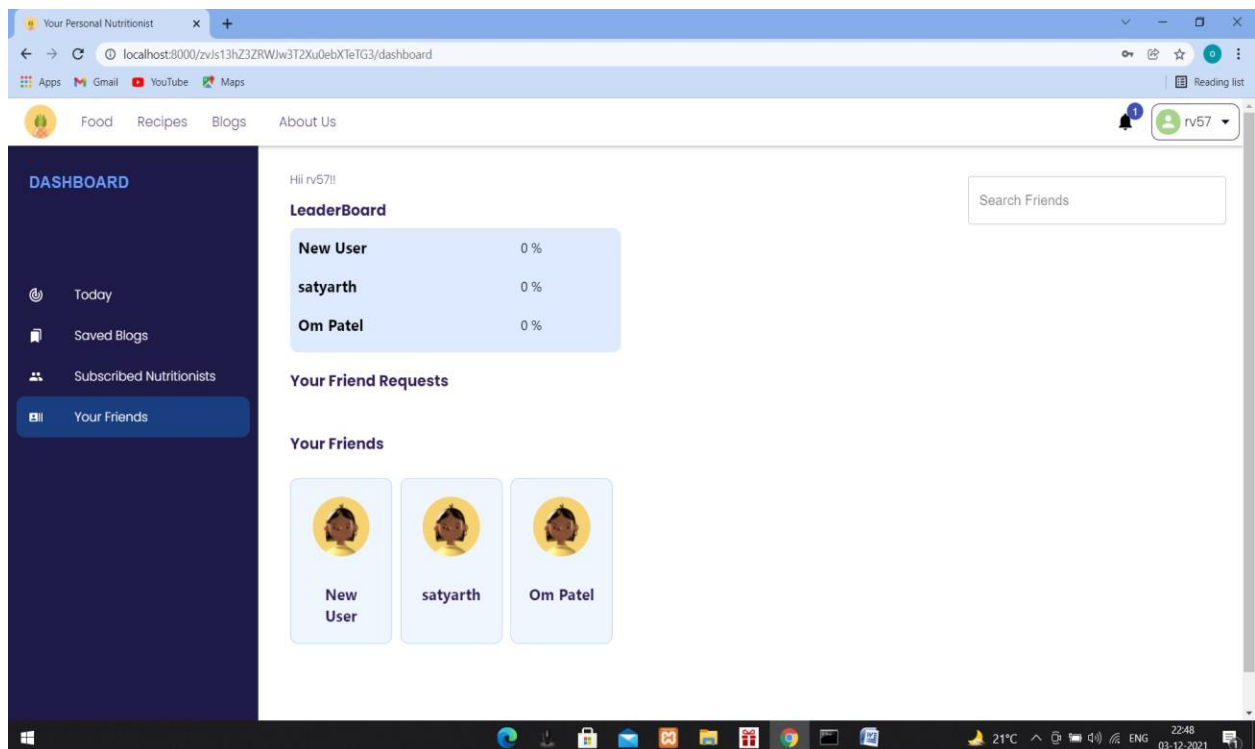 Your Personal Nutritionist
localhost:8000/zvJs13hZ3ZRWJw3T2Xu0ebXTeTG3/dashboard
Apps Gmail YouTube Maps Reading list
Food Recipes Blogs About Us 1 rv57
DASHBOARD
Today
Saved Blogs
Subscribed Nutritionists
Your Friends
Hii rv57!!
Search Friends
LeaderBoard
New User 0 %
satyarth 0 %
Om Patel 0 %
Your Friend Requests
Your Friends
New User
satyarth
Om Patel
21°C ENG 22:48
03-12-2021